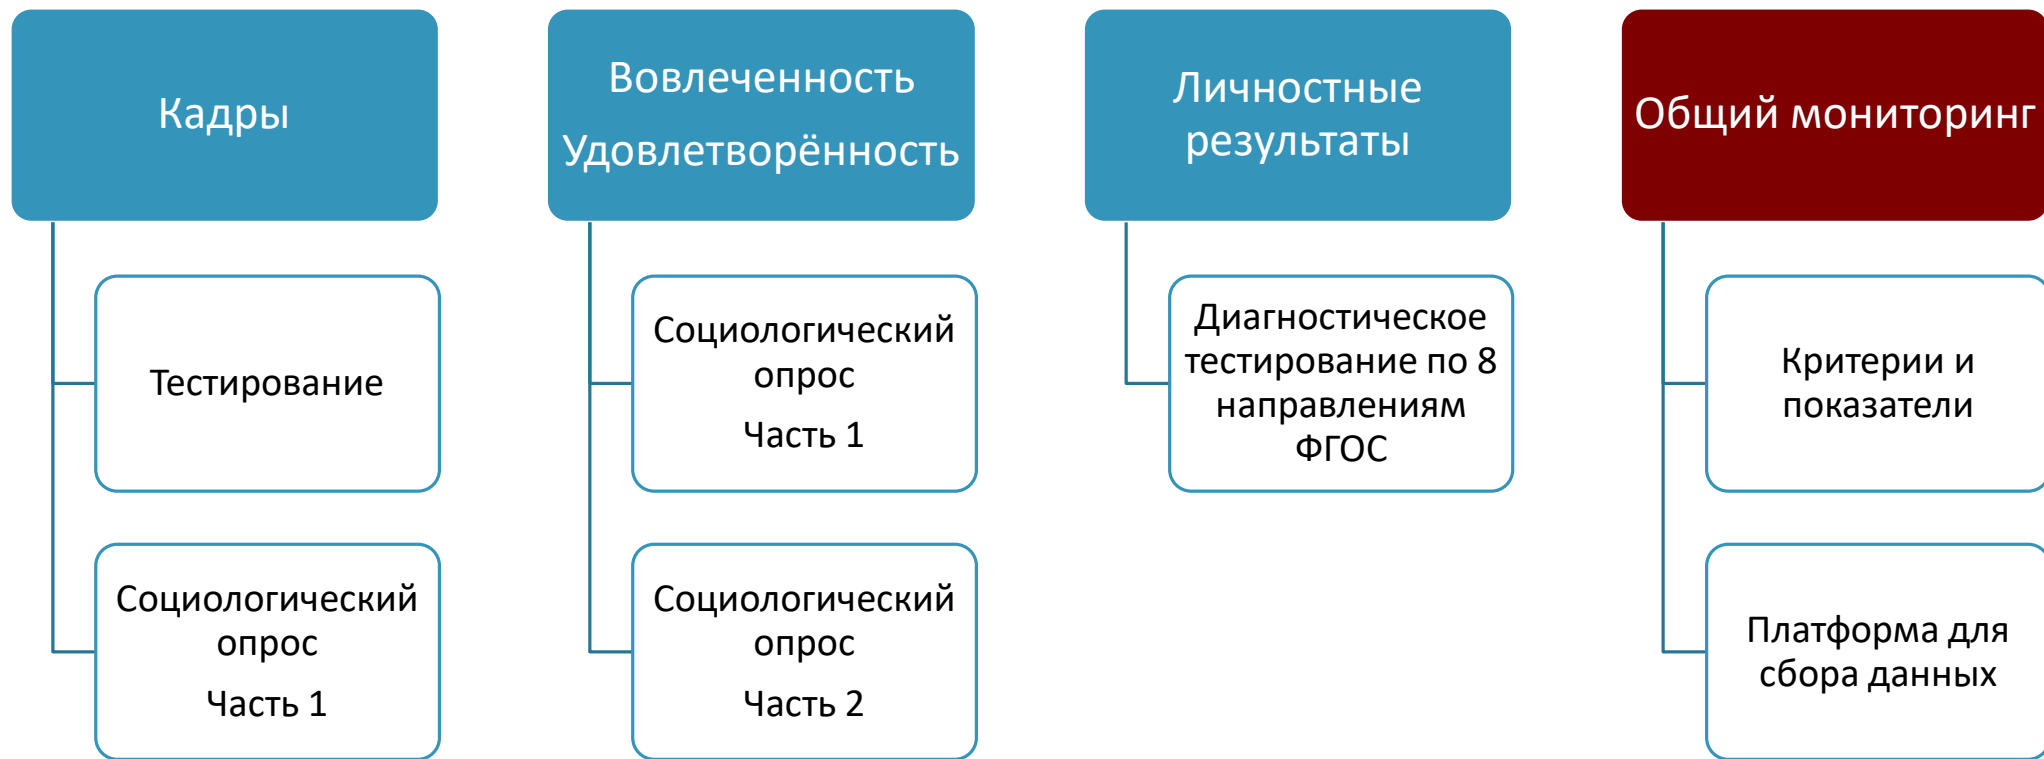 Кадры
Тестирование
Социологический
опрос
Часть 1
Вовлеченность
Удовлетворённость
Социологический
опрос
Часть 1
Социологический
опрос
Часть 2
Личностные
результаты
Диагностическое
тестирование по 8
направлениям
ФГОС
Общий мониторинг
Критерии и
показатели
Платформа для
сбора данных